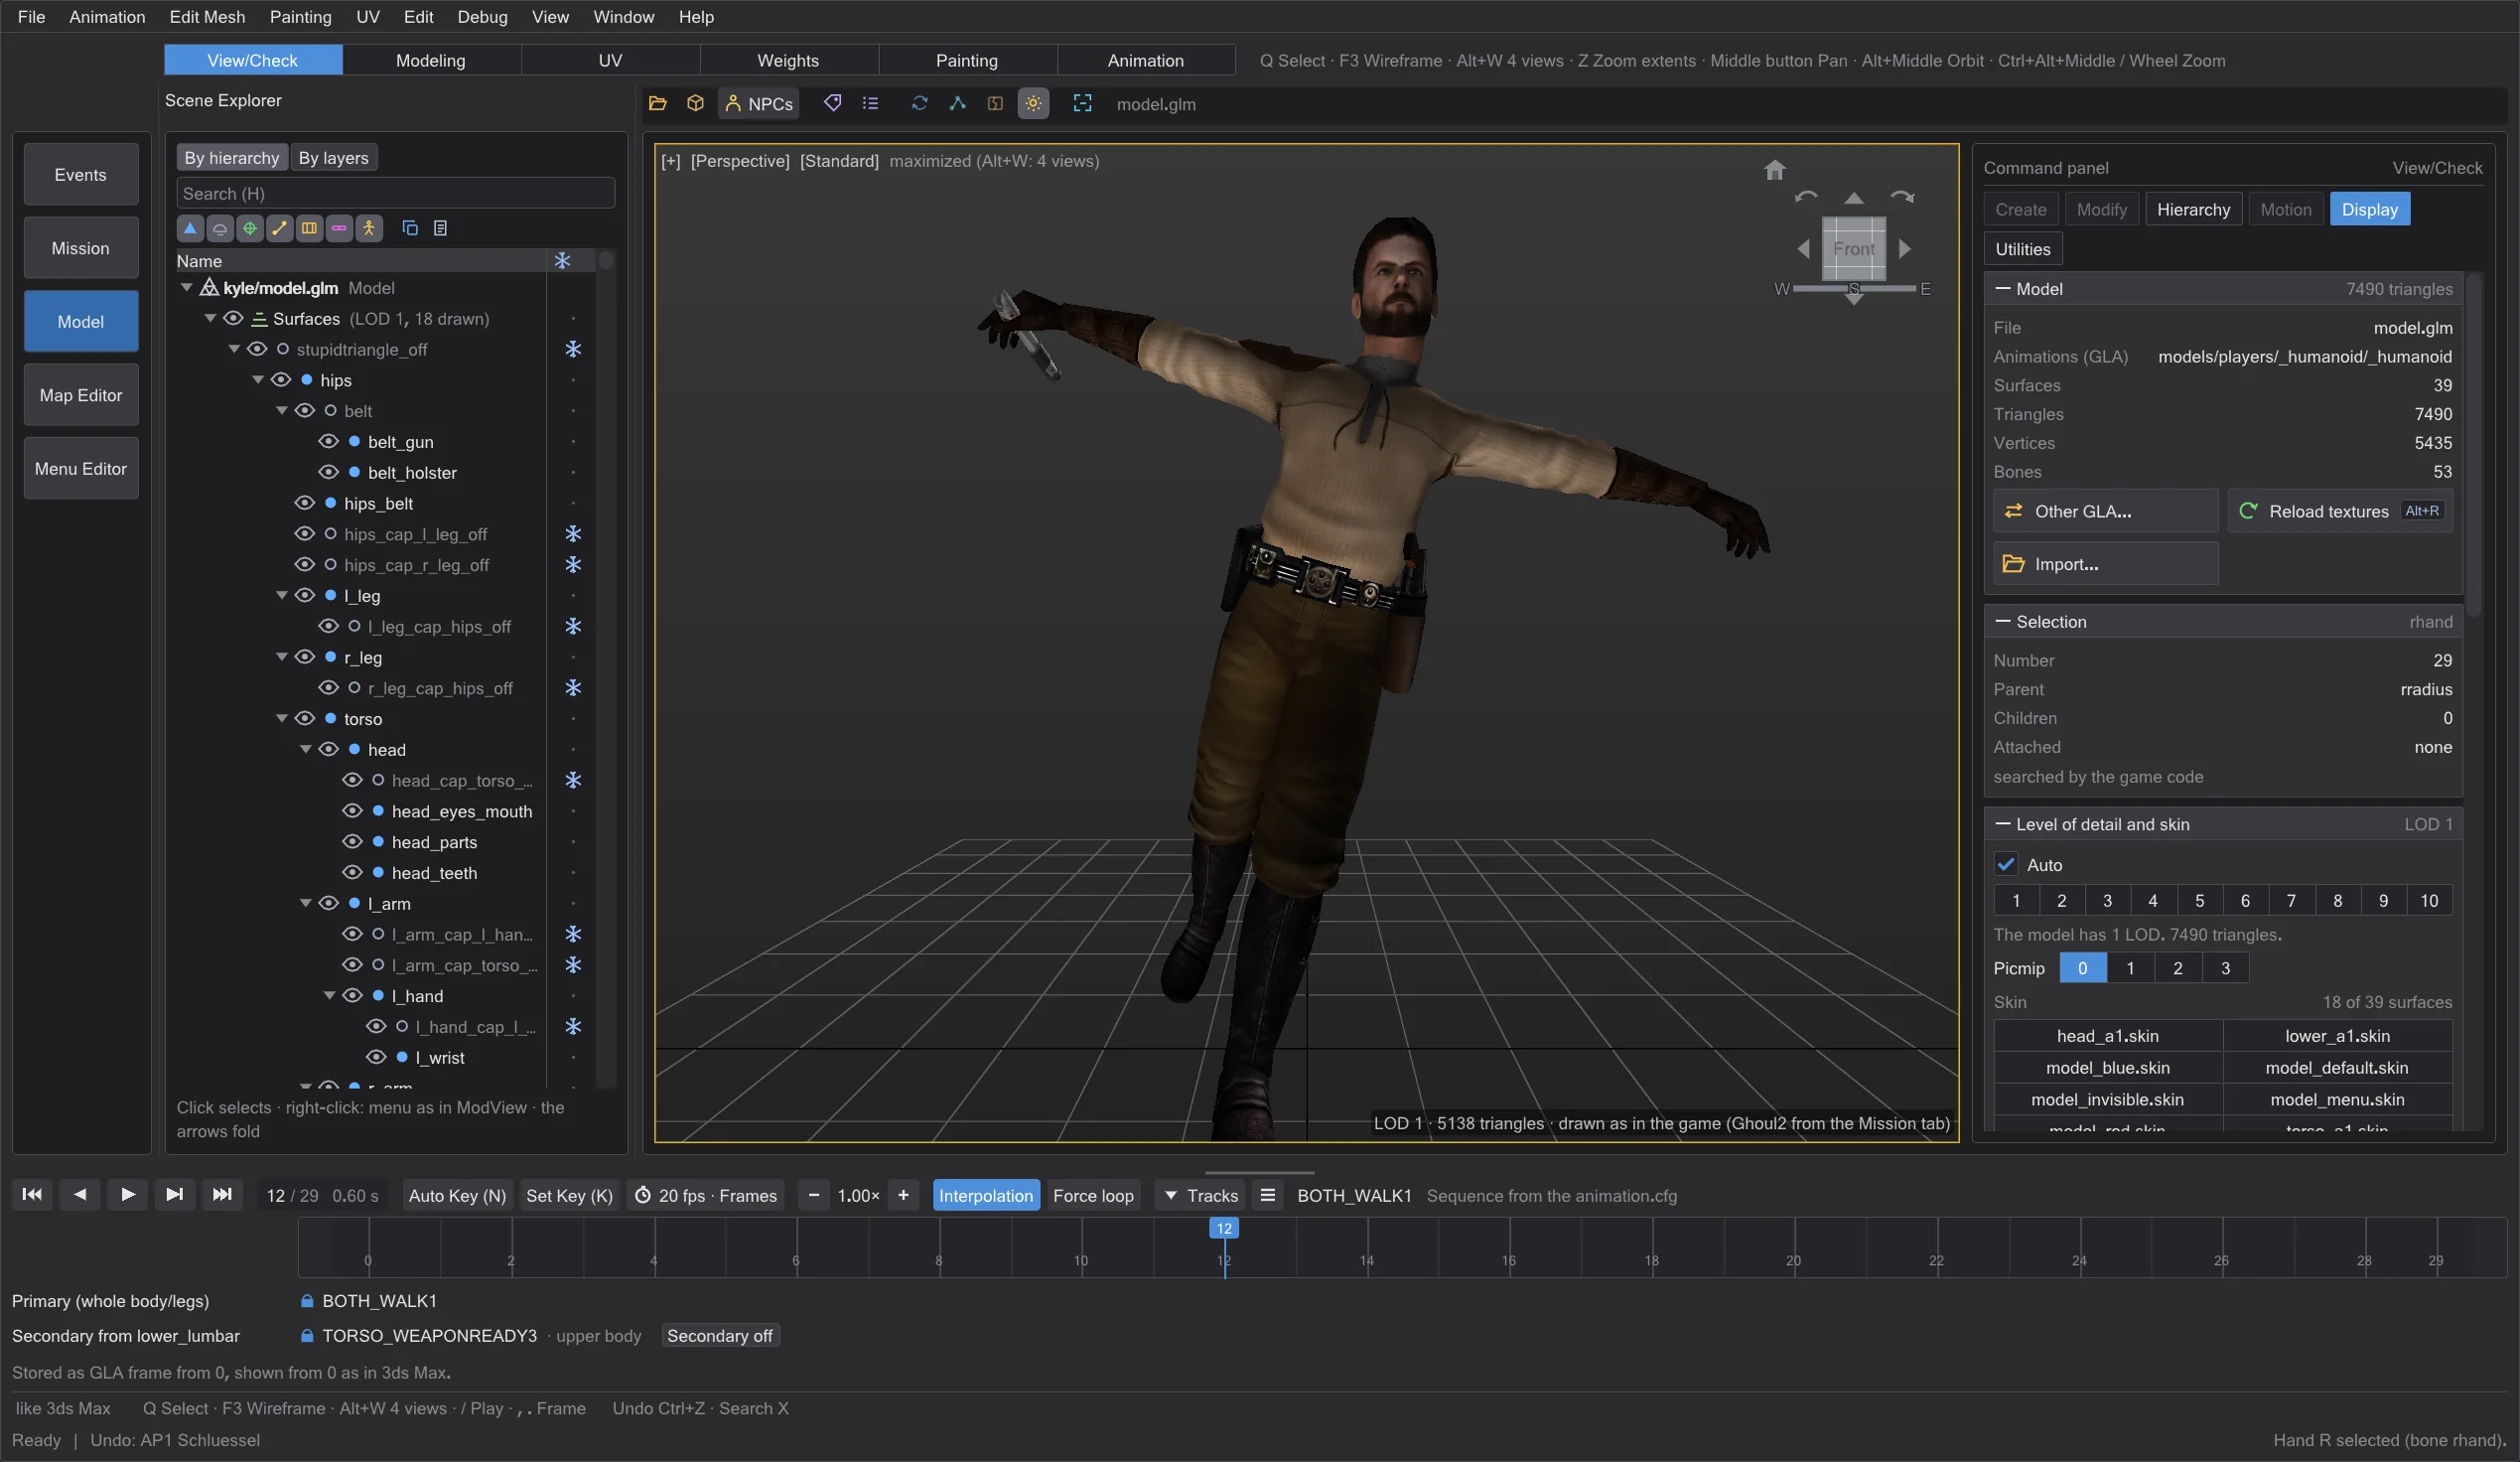 File Animation Edit Mesh Painting UV Edit Debug View Window Help
View/Check Modeling UV Weights Painting Animation Q Select · F3 Wireframe · Alt+W 4 views · Z Zoom extents · Middle button Pan · Alt+Middle Orbit · Ctrl+Alt+Middle / Wheel Zoom
Scene Explorer
NPCs model.glm
Events
Mission
Model
Map Editor
Menu Editor
By hierarchy By layers
Search (H)
Name
kyle/model.glm Model
Surfaces (LOD 1, 18 drawn)
stupidtriangle_off
hips
belt
belt_gun
belt_holster
hips_belt
hips_cap_l_leg_off
hips_cap_r_leg_off
l_leg
l_leg_cap_hips_off
r_leg
r_leg_cap_hips_off
torso
head
head_cap_torso_...
head_eyes_mouth
head_parts
head_teeth
l_arm
l_arm_cap_l_han...
l_arm_cap_torso_...
l_hand
l_hand_cap_l_...
l_wrist
r_arm
Click selects · right-click: menu as in ModView · the
arrows fold
[+] [Perspective] [Standard] maximized (Alt+W: 4 views)
Front
W S E
LOD 1 · 5138 triangles · drawn as in the game (Ghoul2 from the Mission tab)
Command panel View/Check
Create Modify Hierarchy Motion Display
Utilities
Model 7490 triangles
File model.glm
Animations (GLA) models/players/_humanoid/_humanoid
Surfaces 39
Triangles 7490
Vertices 5435
Bones 53
Other GLA... Reload textures Alt+R
Import...
Selection rhand
Number 29
Parent rradius
Children 0
Attached none
searched by the game code
Level of detail and skin LOD 1
Auto
1 2 3 4 5 6 7 8 9 10
The model has 1 LOD. 7490 triangles.
Picmip 0 1 2 3
Skin 18 of 39 surfaces
head_a1.skin lower_a1.skin
model_blue.skin model_default.skin
model_invisible.skin model_menu.skin
model_red.skin torso_a1.skin
12 / 29 0.60 s Auto Key (N) Set Key (K) 20 fps · Frames − 1.00× + Interpolation Force loop Tracks BOTH_WALK1 Sequence from the animation.cfg
12
0 2 4 6 8 10 12 14 16 18 20 22 24 26 28 29
Primary (whole body/legs) BOTH_WALK1
Secondary from lower_lumbar TORSO_WEAPONREADY3 · upper body Secondary off
Stored as GLA frame from 0, shown from 0 as in 3ds Max.
like 3ds Max Q Select · F3 Wireframe · Alt+W 4 views · / Play · , . Frame Undo Ctrl+Z · Search X
Ready | Undo: AP1 Schluessel Hand R selected (bone rhand).